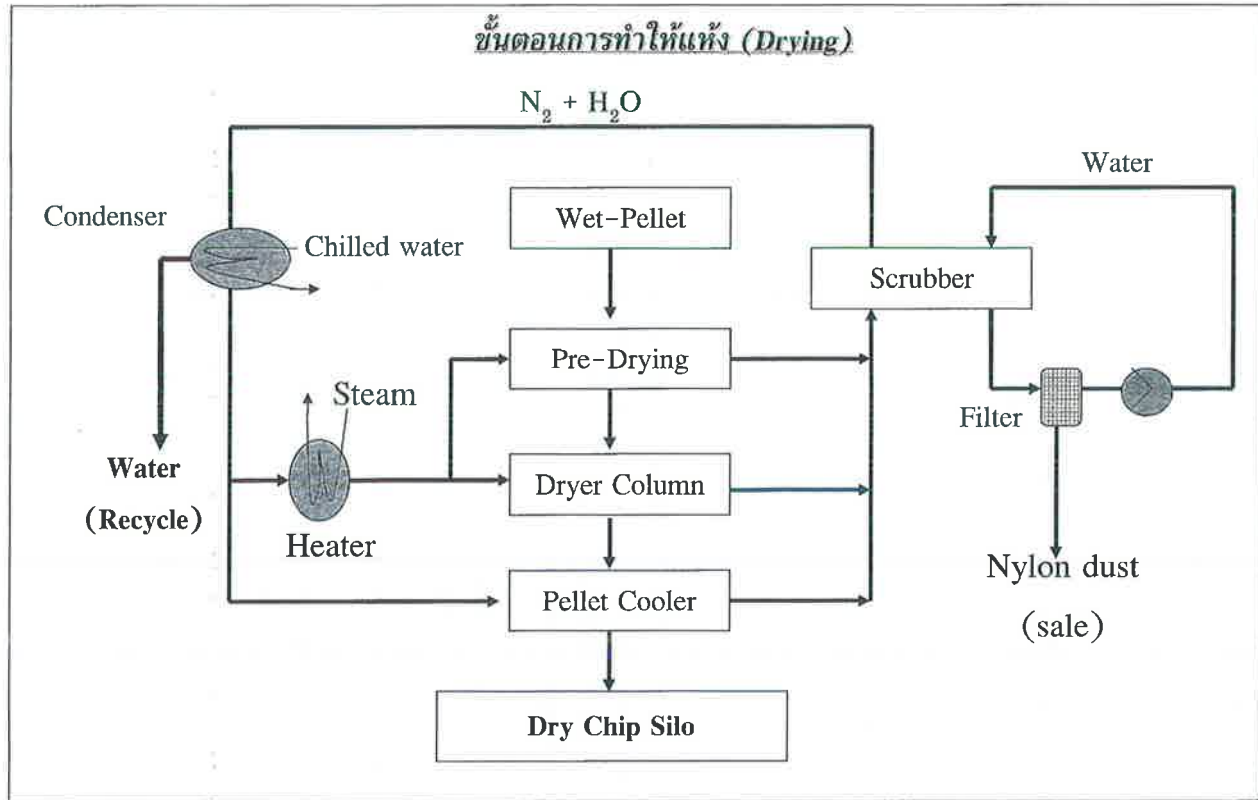 ขั้นตอนการทำให้แห้ง (Drying)
N₂ + H₂O
Water
Condenser
Wet-Pellet
Chilled water
Scrubber
Pre-Drying
Steam
Filter
Water
(Recycle)
Dryer Column
Heater
Nylon dust
(sale)
Pellet Cooler
Dry Chip Silo